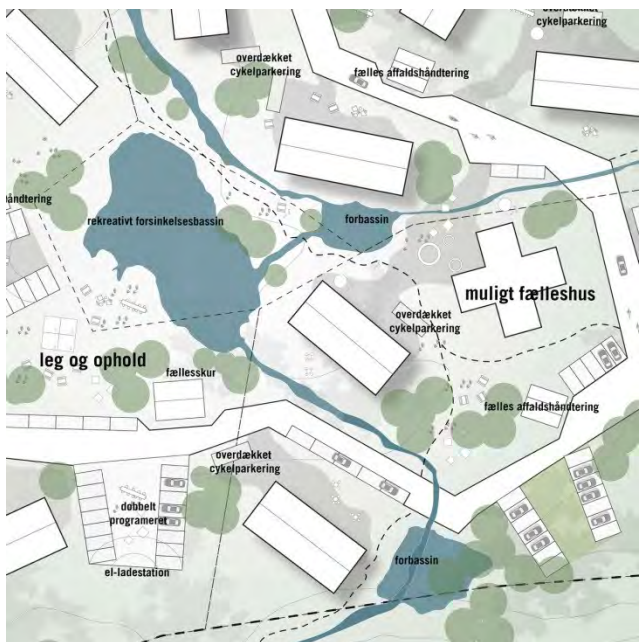 overdækket
overdækket
cykelparkering
fælles affaldshåndtering
håndtering
rekreativt forsinkelsesbassin
forbassin
muligt fælleshus
overdækket
cykelparkering
leg og ophold
fællesskur
fælles affaldshåndtering
overdækket
cykelparkering
dobbelt
programeret
forbassin
el-ladestation